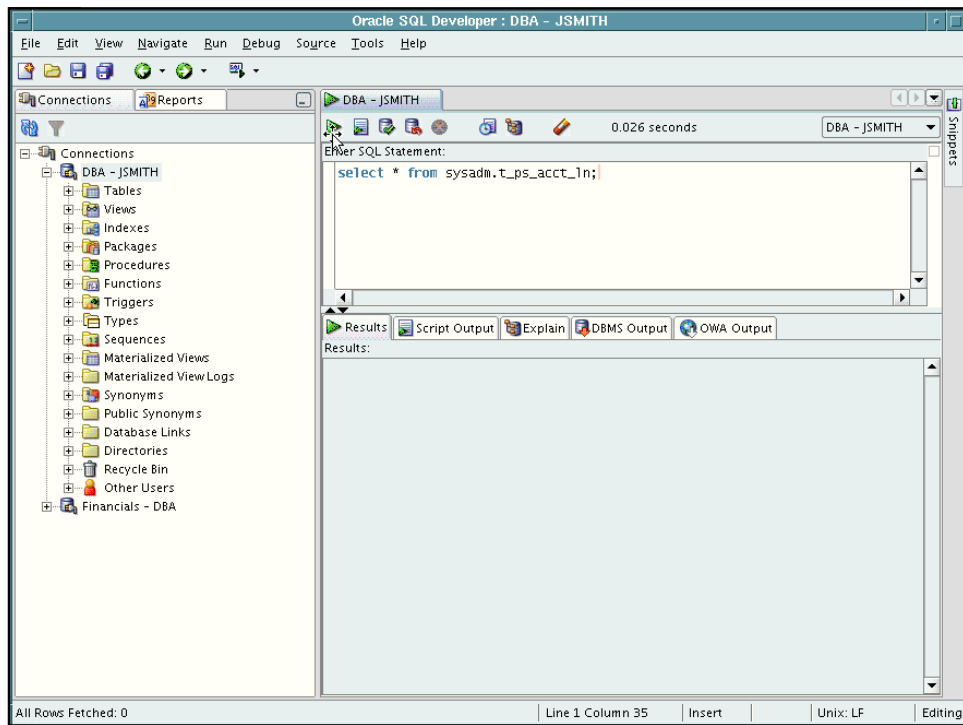 Oracle SQL Developer : DBA - JSMITH
File Edit View Navigate Run Debug Source Tools Help
Connections Reports
DBA - JSMITH
Snippets
0.026 seconds
DBA - JSMITH
Enter SQL Statement:
select * from sysadm.t_ps_acct_ln;
Connections
DBA - JSMITH
Tables
Views
Indexes
Packages
Procedures
Functions
Triggers
Types
Sequences
Materialized Views
Materialized View Logs
Synonyms
Public Synonyms
Database Links
Directories
Recycle Bin
Other Users
Financials - DBA
Results Script Output Explain DBMS Output OWA Output
Results:
All Rows Fetched: 0
Line 1 Column 35
Insert
Unix: LF
Editing